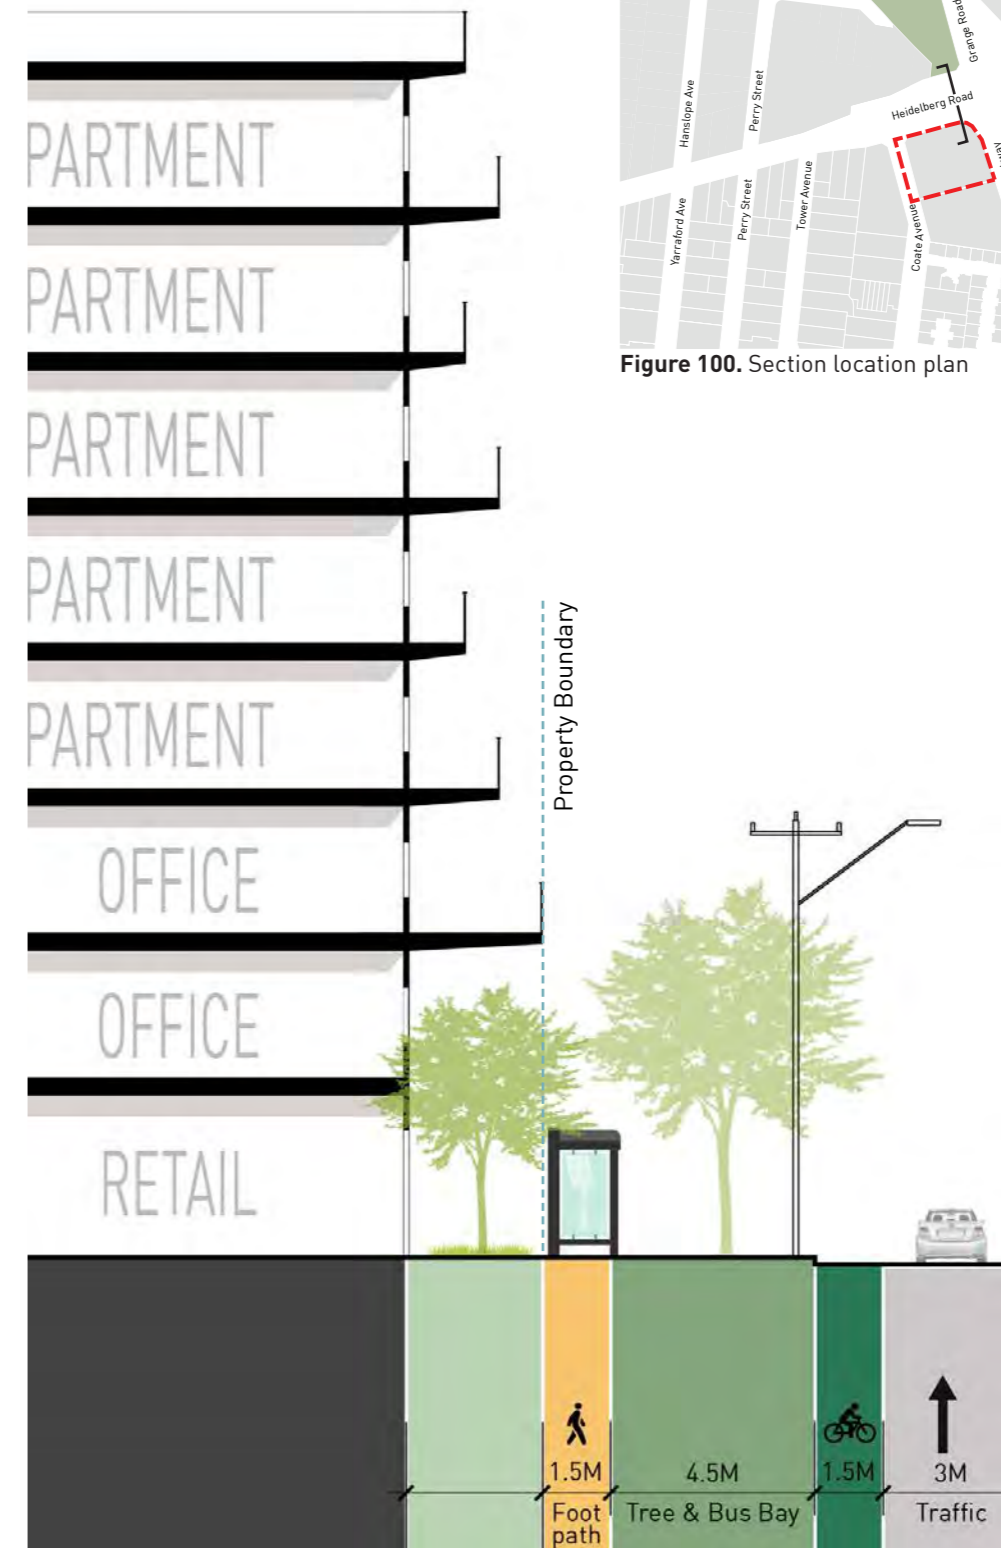 Grange Road
Heidelberg Road
Hanslope Ave
Perry Street
Yarraford Ave
Perry Street
Tower Avenue
Coate Avenue
Figure 100. Section location plan
PARTMENT
PARTMENT
PARTMENT
PARTMENT
PARTMENT
OFFICE
OFFICE
RETAIL
Property Boundary
1.5M
4.5M
1.5M
3M
Foot
path
Tree & Bus Bay
Traffic